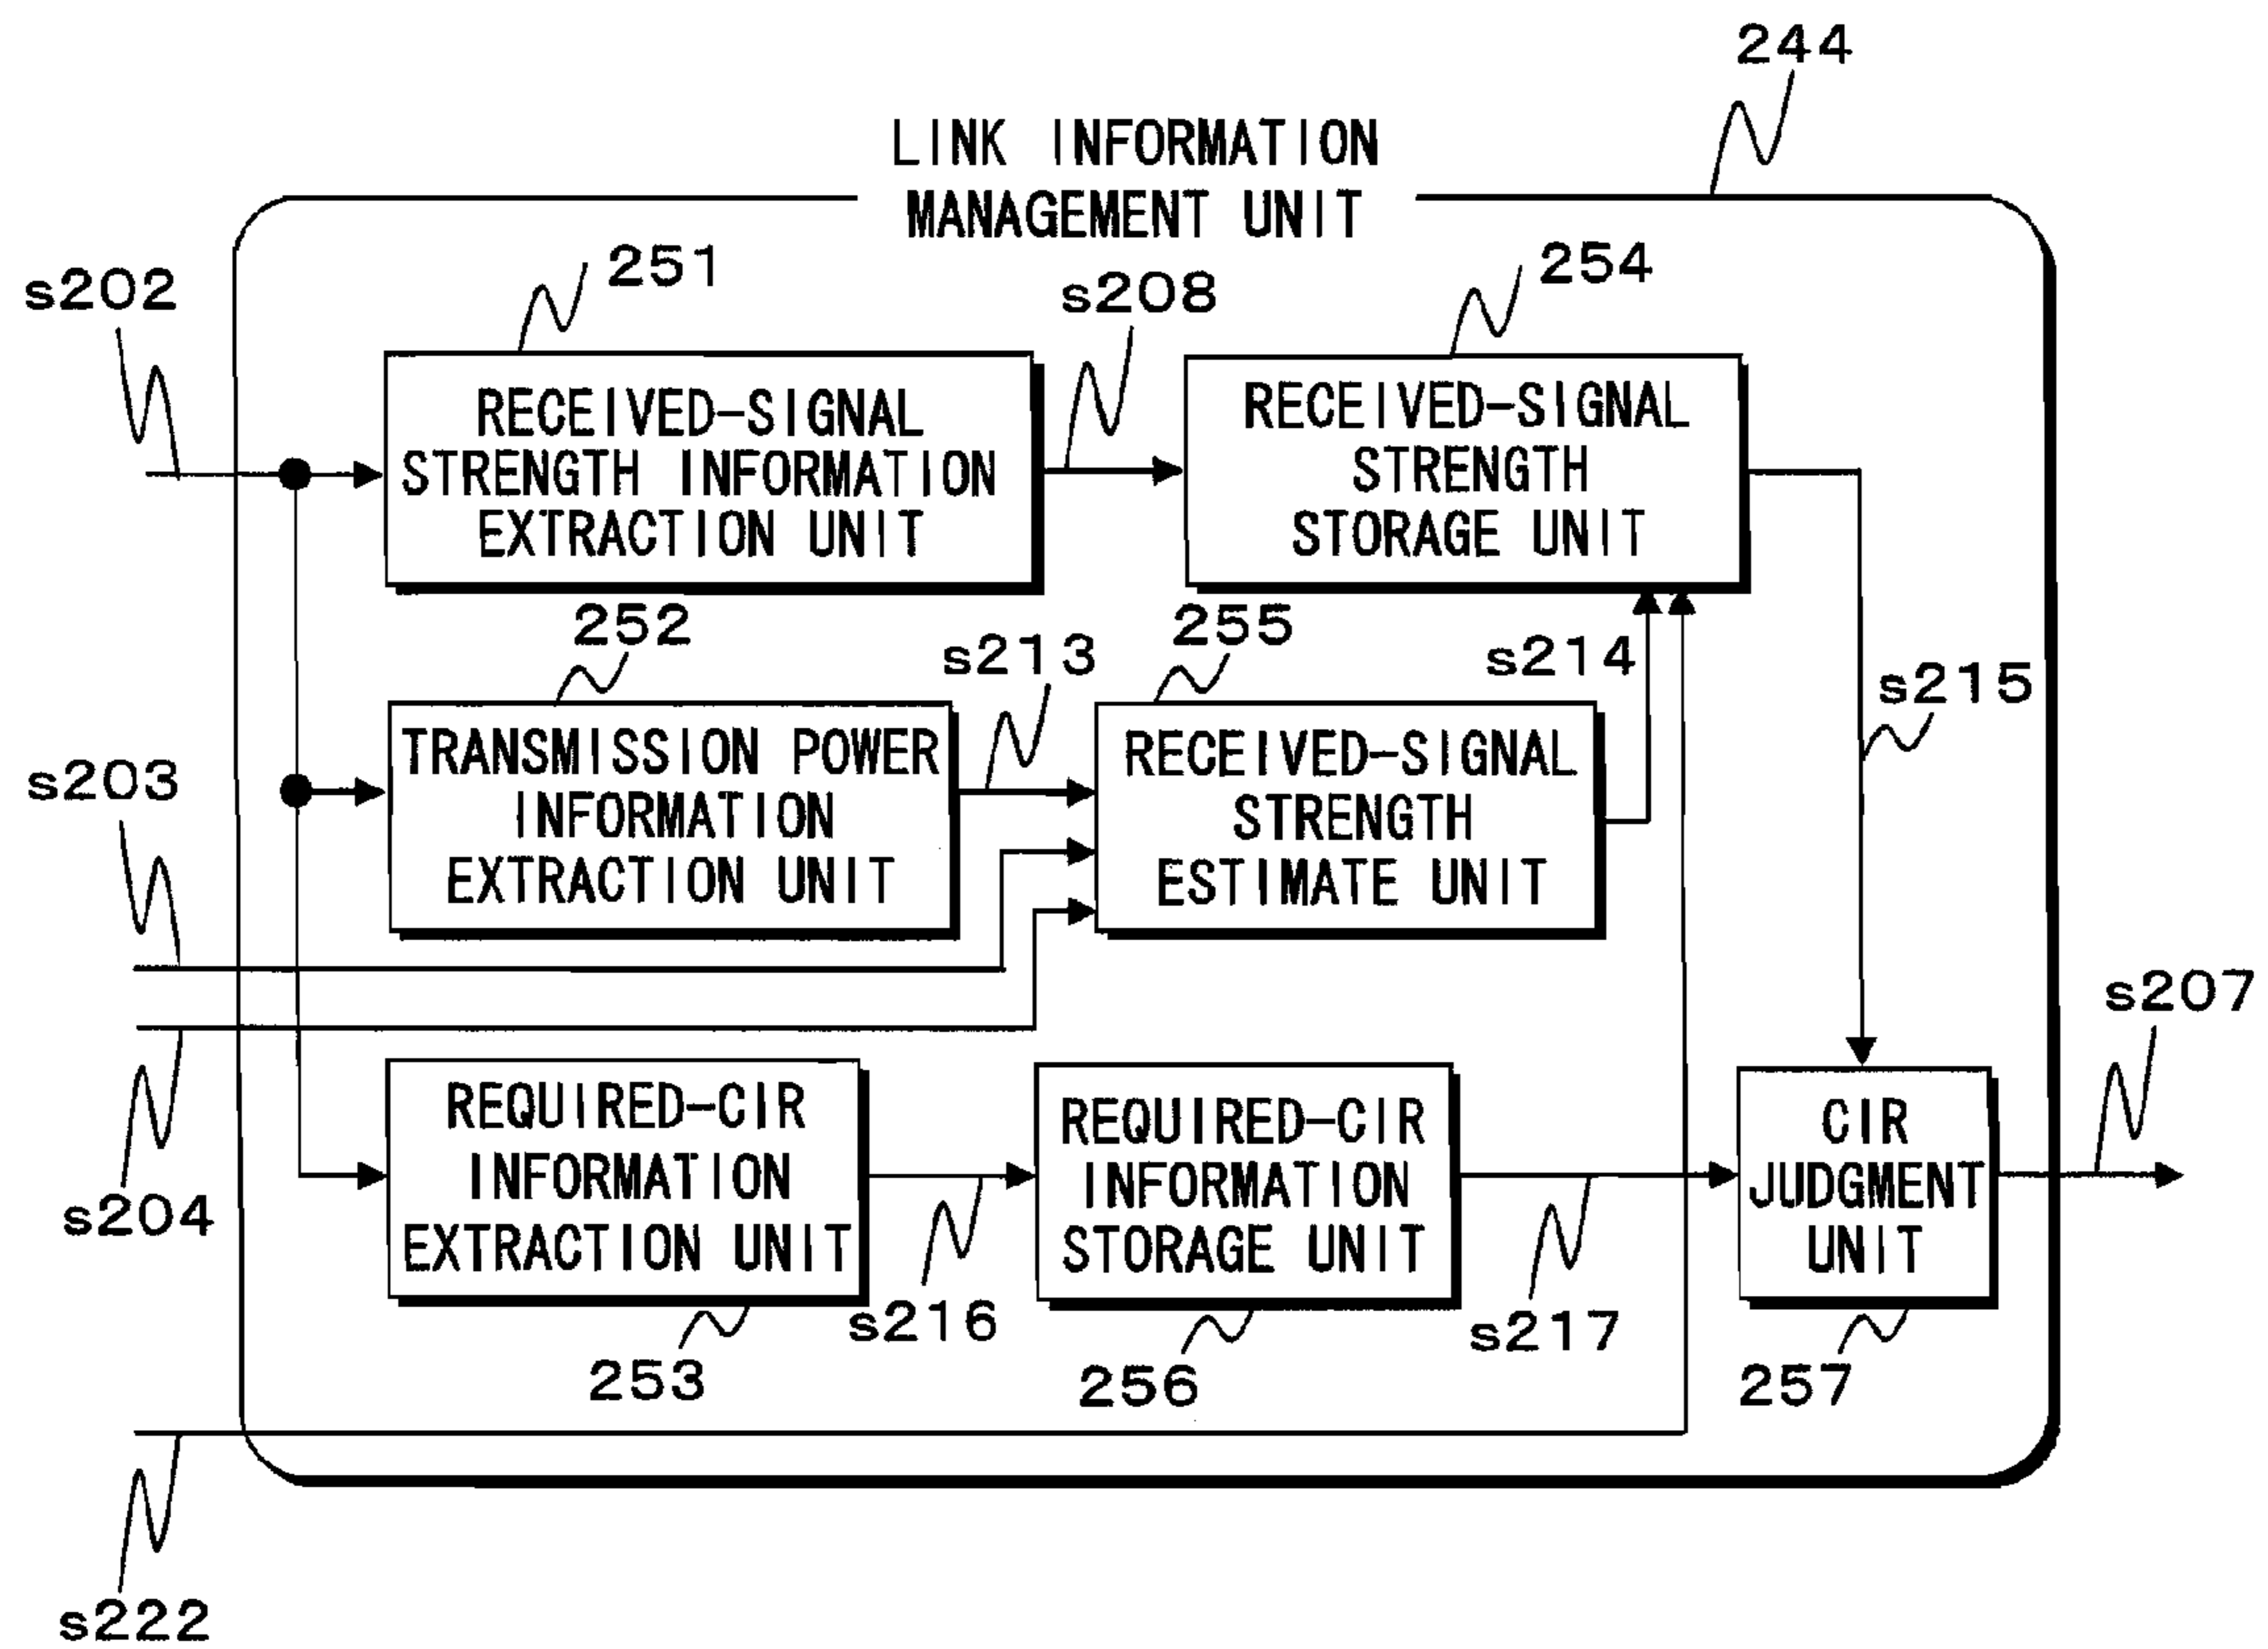 244
LINK INFORMATION
MANAGEMENT UNIT
s202
251
s208
254
RECEIVED-SIGNAL
STRENGTH INFORMATION
EXTRACTION UNIT
RECEIVED-SIGNAL
STRENGTH
STORAGE UNIT
252
s213
255
s214
s215
s203
TRANSMISSION POWER
INFORMATION
EXTRACTION UNIT
RECEIVED-SIGNAL
STRENGTH
ESTIMATE UNIT
s204
s207
REQUIRED-CIR
INFORMATION
EXTRACTION UNIT
REQUIRED-CIR
INFORMATION
STORAGE UNIT
CIR
JUDGMENT
UNIT
253
s216
256
s217
257
s222